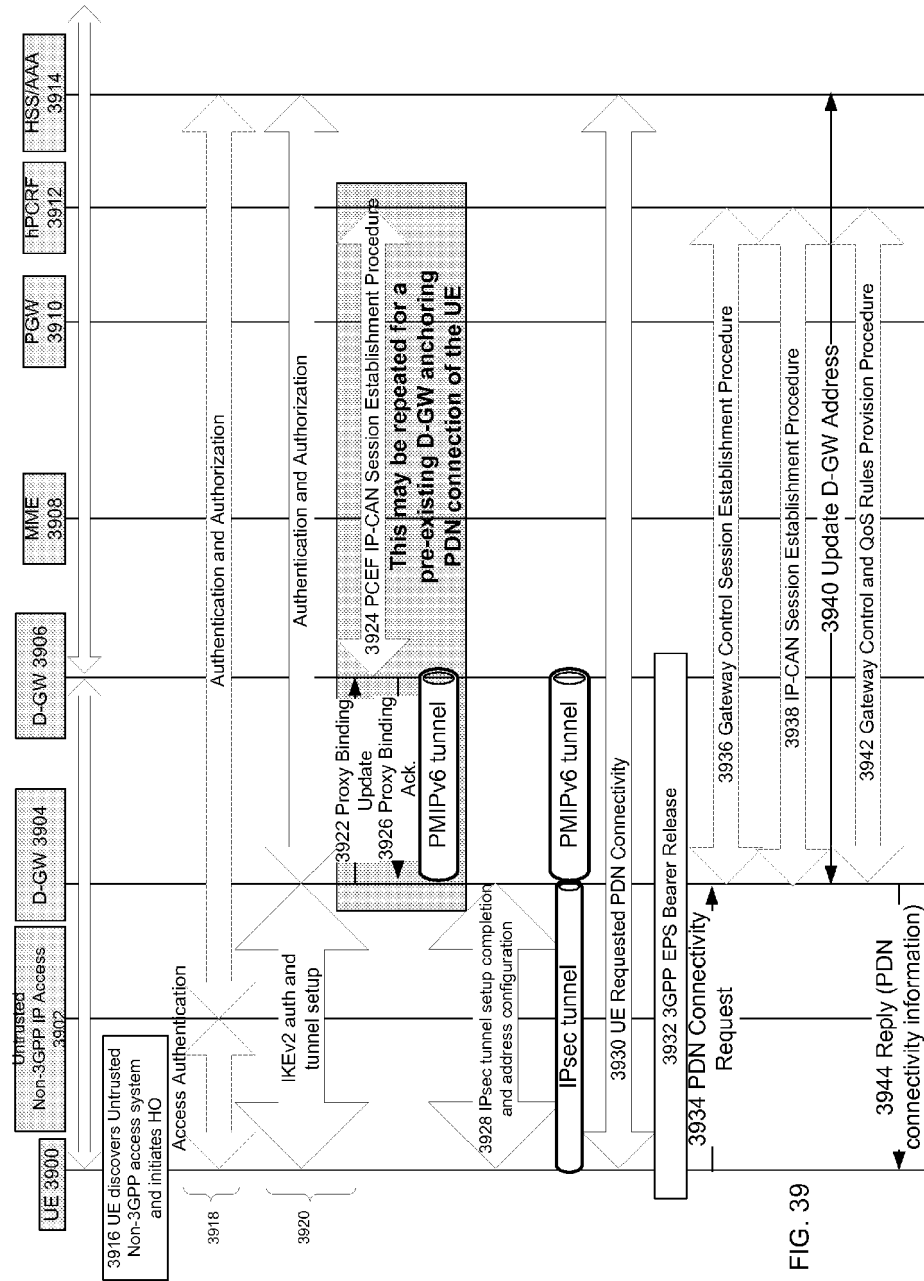 UE 3900
Untrusted
Non-3GPP IP Access
3902
D-GW 3904
D-GW 3906
MME
3908
PGW
3910
hPCRF
3912
HSS/AAA
3914
3916 UE discovers Untrusted
Non-3GPP access system
and initiates HO
3918
Access Authentication
Authentication and Authorization
3920
IKEv2 auth and
tunnel setup
Authentication and Authorization
3922 Proxy Binding
Update
3924 PCEF IP-CAN Session Establishment Procedure
3926 Proxy Binding
Ack.
This may be repeated for a
pre-existing D-GW anchoring
PDN connection of the UE
PMIPv6 tunnel
3928 IPsec tunnel setup completion
and address configuration
IPsec tunnel
PMIPv6 tunnel
3930 UE Requested PDN Connectivity
3932 3GPP EPS Bearer Release
3934 PDN Connectivity
Request
3936 Gateway Control Session Establishment Procedure
3938 IP-CAN Session Establishment Procedure
3940 Update D-GW Address
3942 Gateway Control and QoS Rules Provision Procedure
3944 Reply (PDN
connectivity information)
FIG. 39